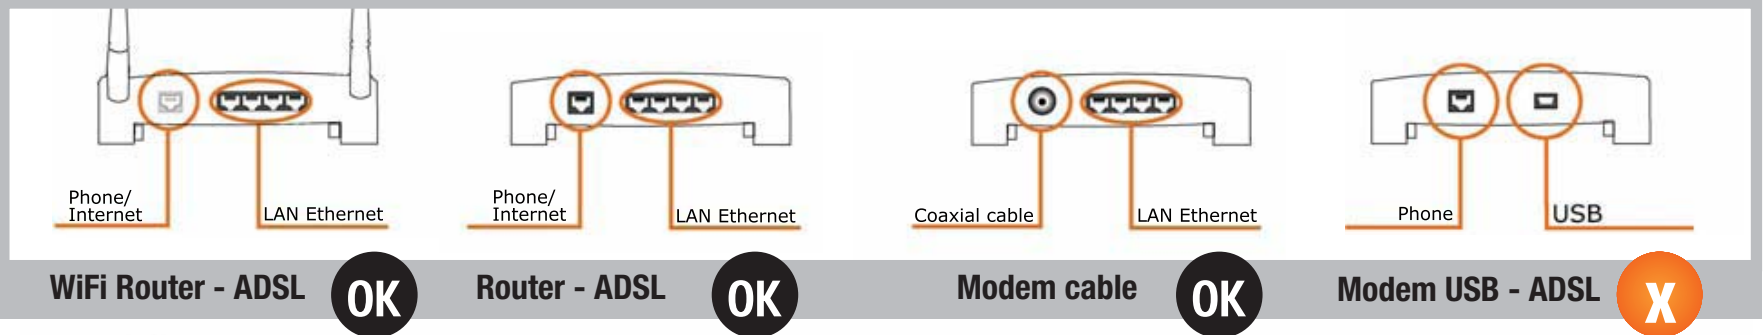 Phone/
Internet
LAN Ethernet
Phone/
Internet
LAN Ethernet
Coaxial cable
LAN Ethernet
Phone
USB
WiFi Router - ADSL
OK
Router - ADSL
OK
Modem cable
OK
Modem USB - ADSL
X